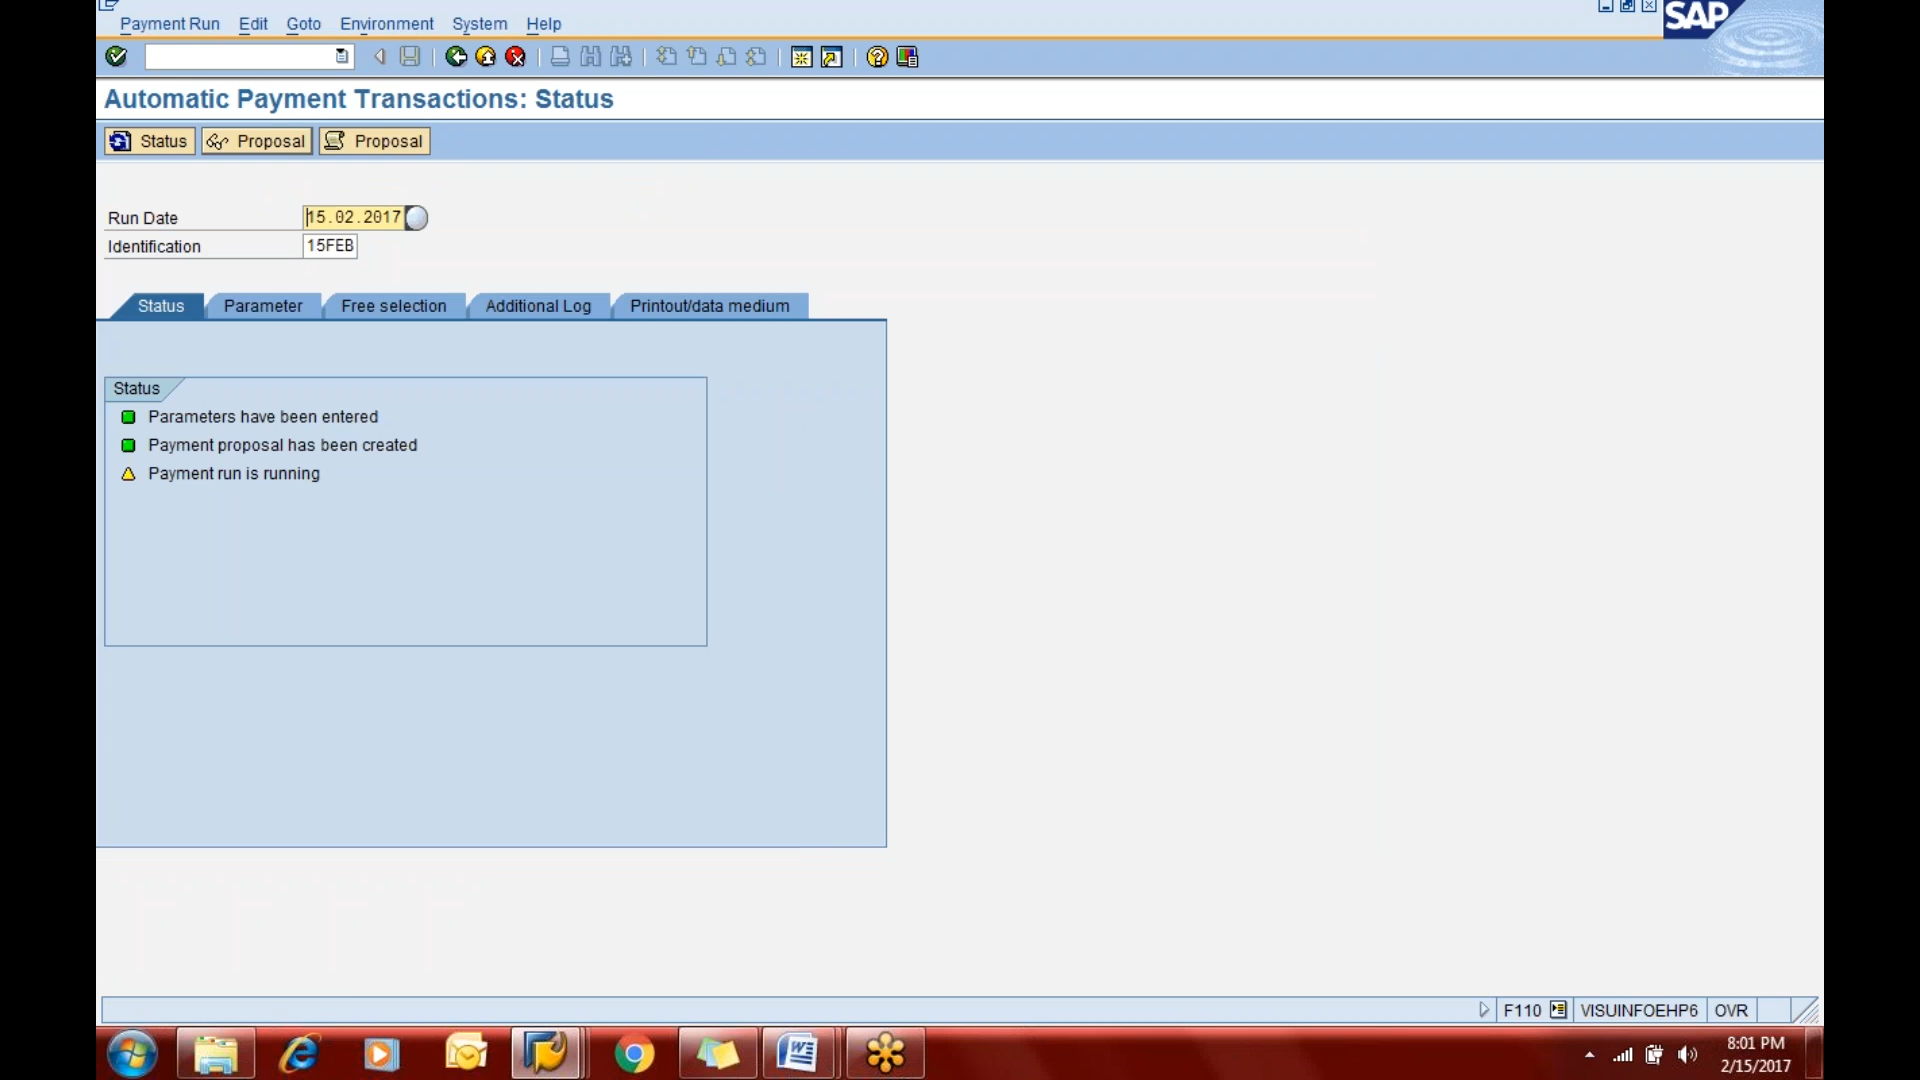 Payment Run Edit Goto Environment System Help
SAP
Automatic Payment Transactions: Status
Status Proposal Proposal
Run Date 15.02.2017
Identification 15FEB
Status Parameter Free selection Additional Log Printout/data medium
Status
Parameters have been entered
Payment proposal has been created
Payment run is running
F110 VISUINFOEHP6 OVR
8:01 PM
2/15/2017